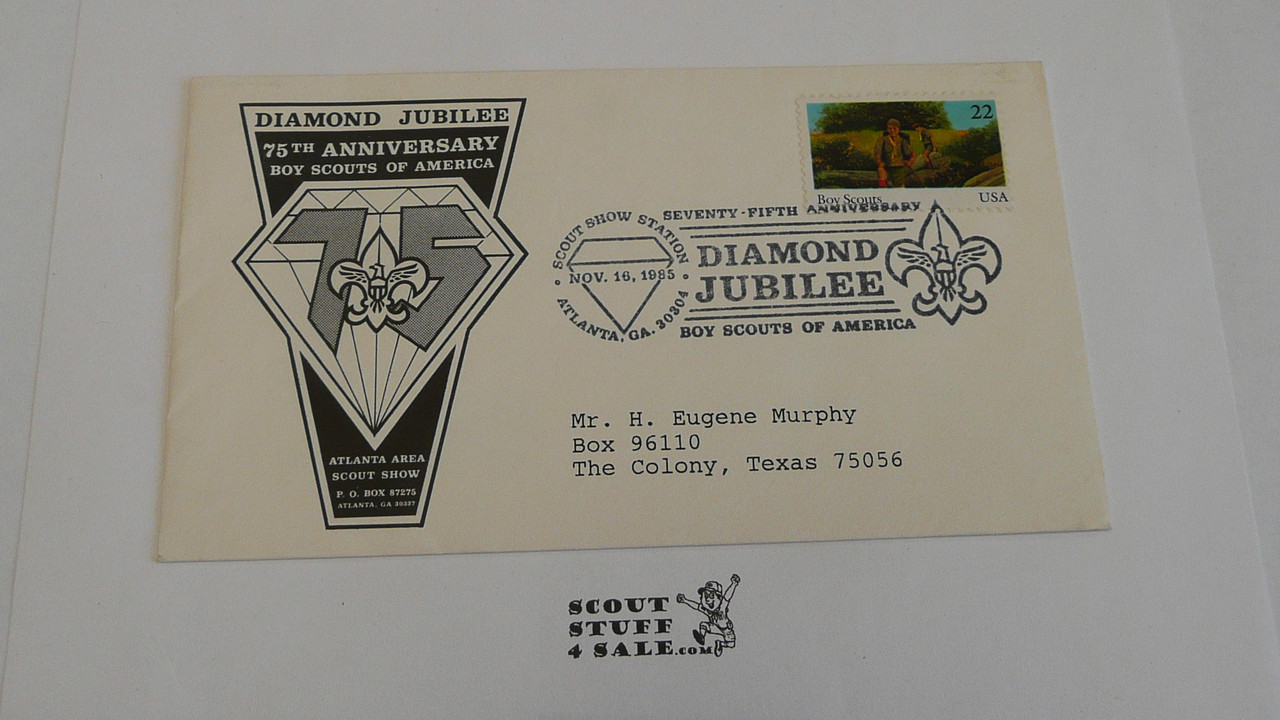 DIAMOND JUBILEE
75TH ANNIVERSARY
BOY SCOUTS OF AMERICA
75
ATLANTA AREA
SCOUT SHOW
P. O. BOX 87275
ATLANTA, GA 30337
22
Boy Scouts
USA
SCOUT SHOW STATION
NOV. 16, 1985
ATLANTA, GA. 30304
SEVENTY-FIFTH ANNIVERSARY
DIAMOND
JUBILEE
BOY SCOUTS OF AMERICA
Mr. H. Eugene Murphy
Box 96110
The Colony, Texas 75056
SCOUT
STUFF
4 SALE.COM